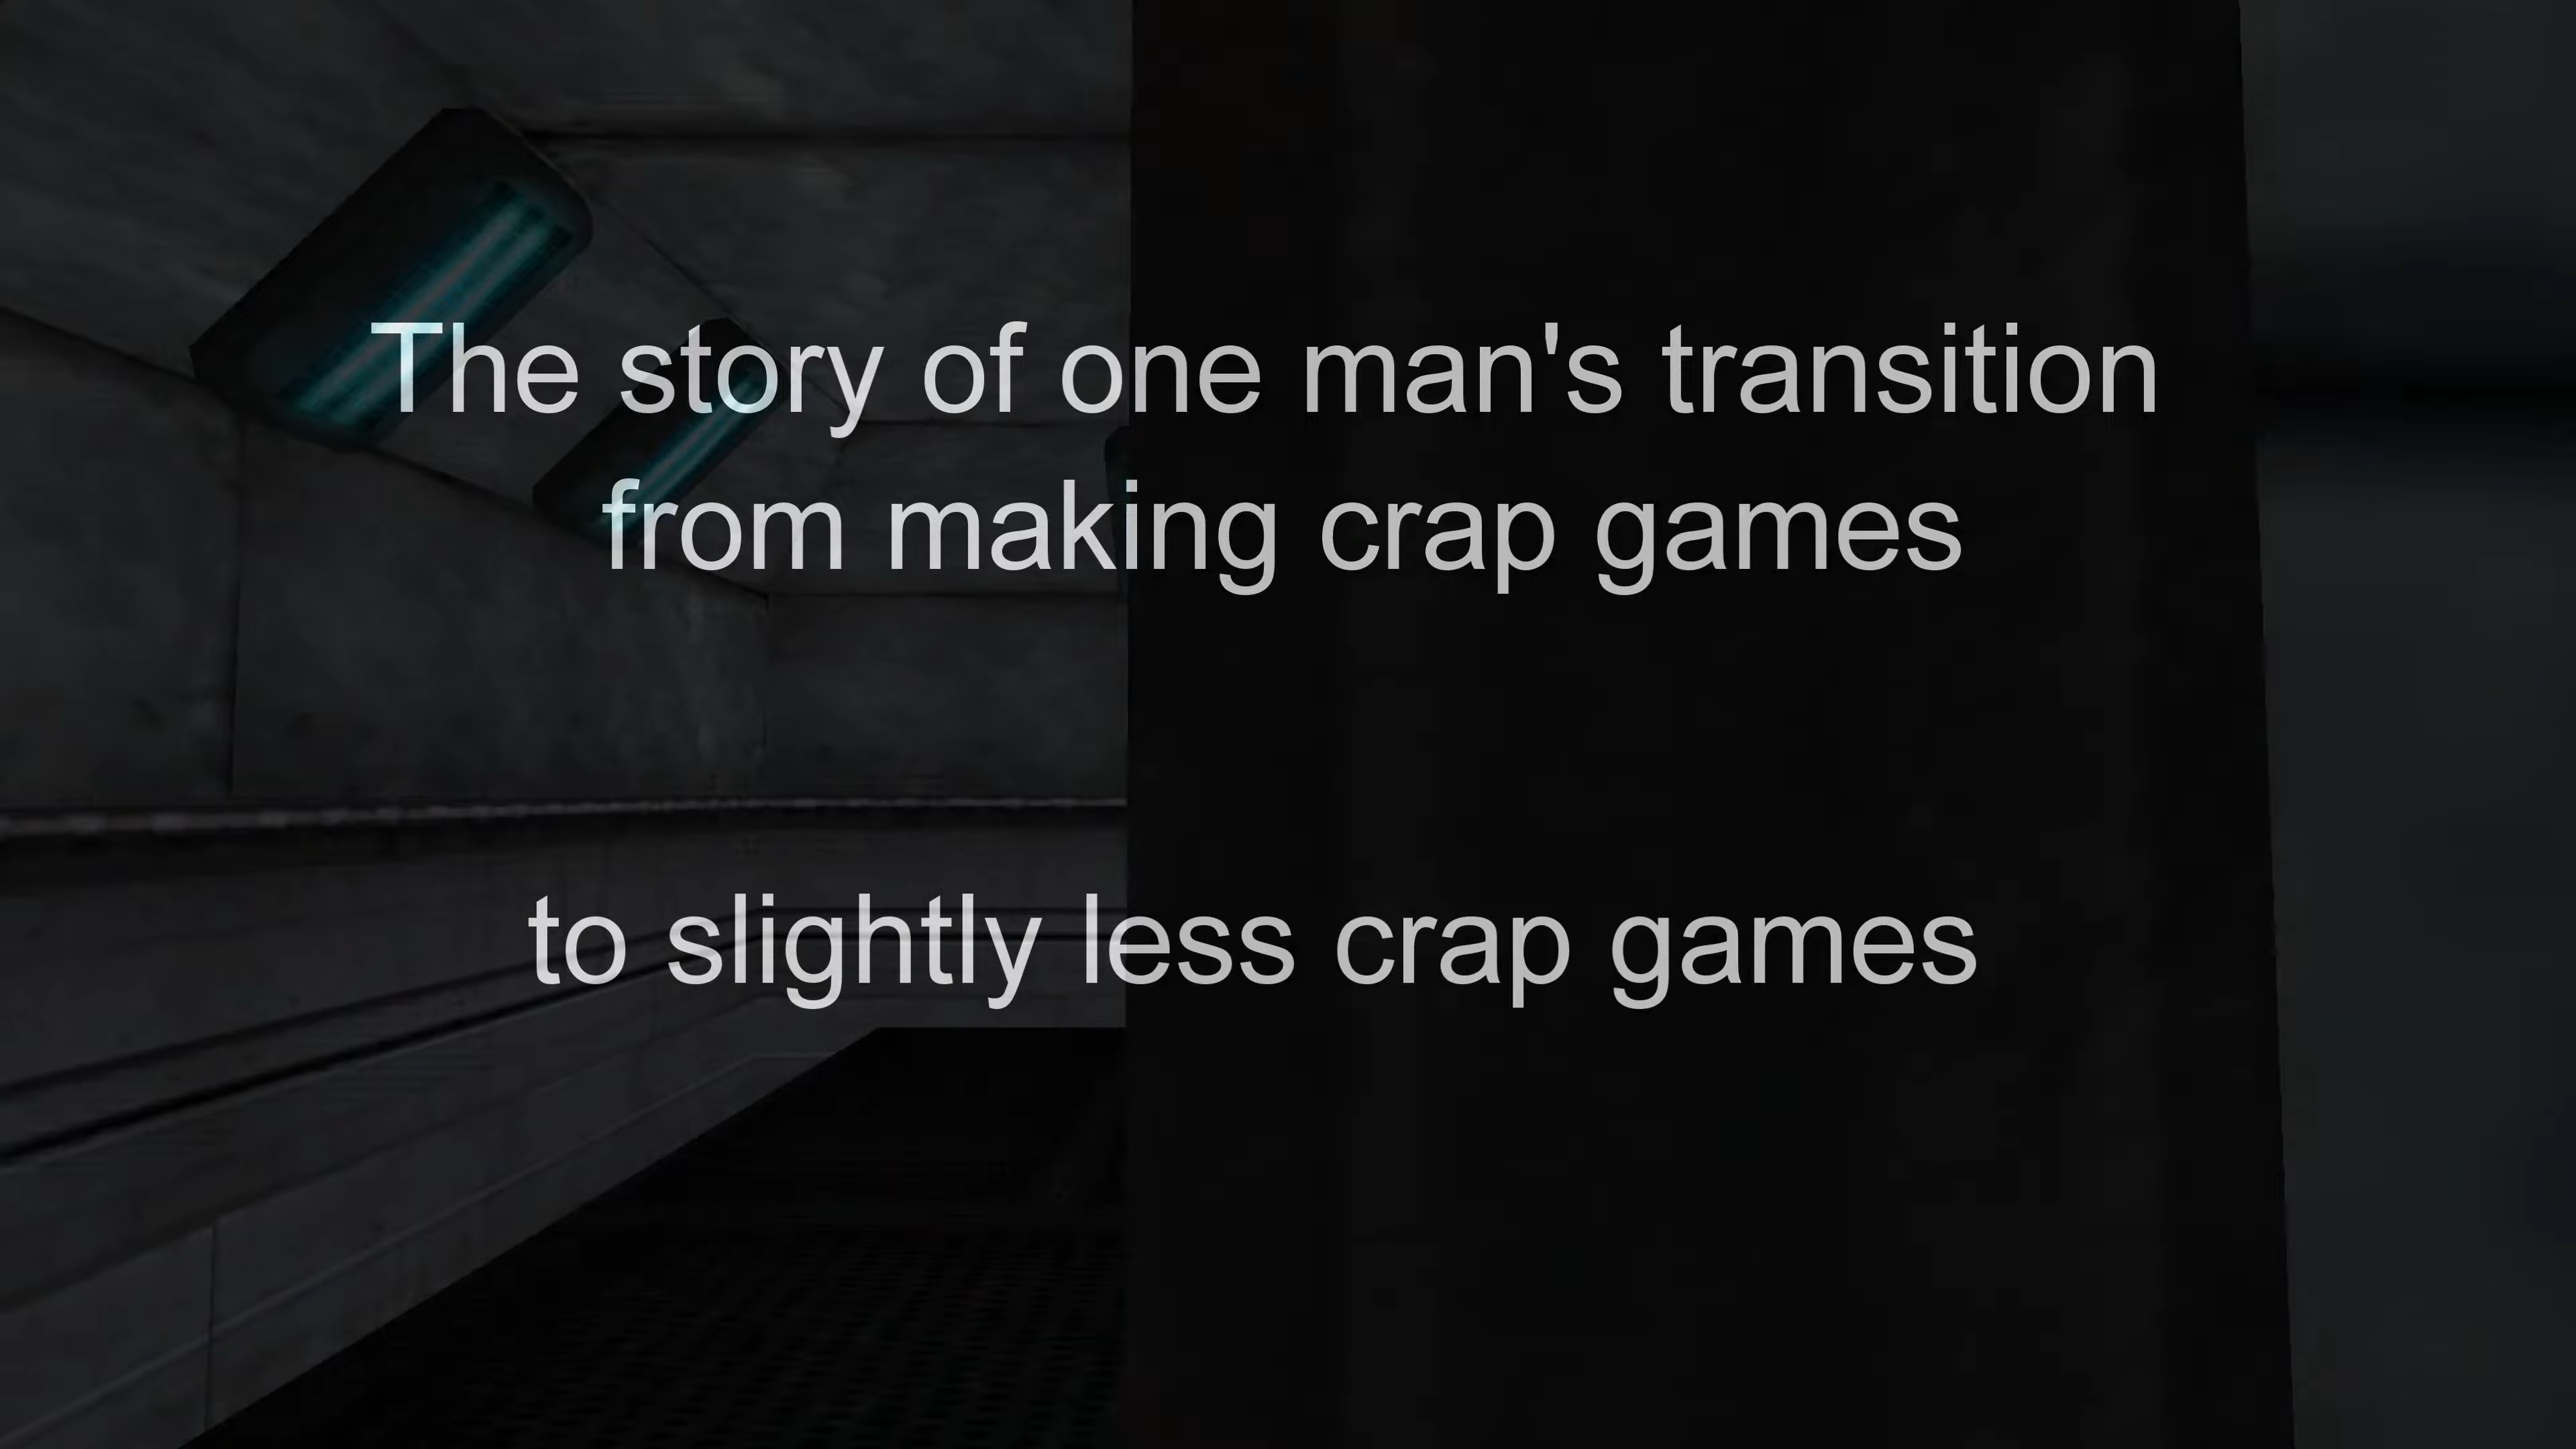 The story of one man's transition
from making crap games
to slightly less crap games